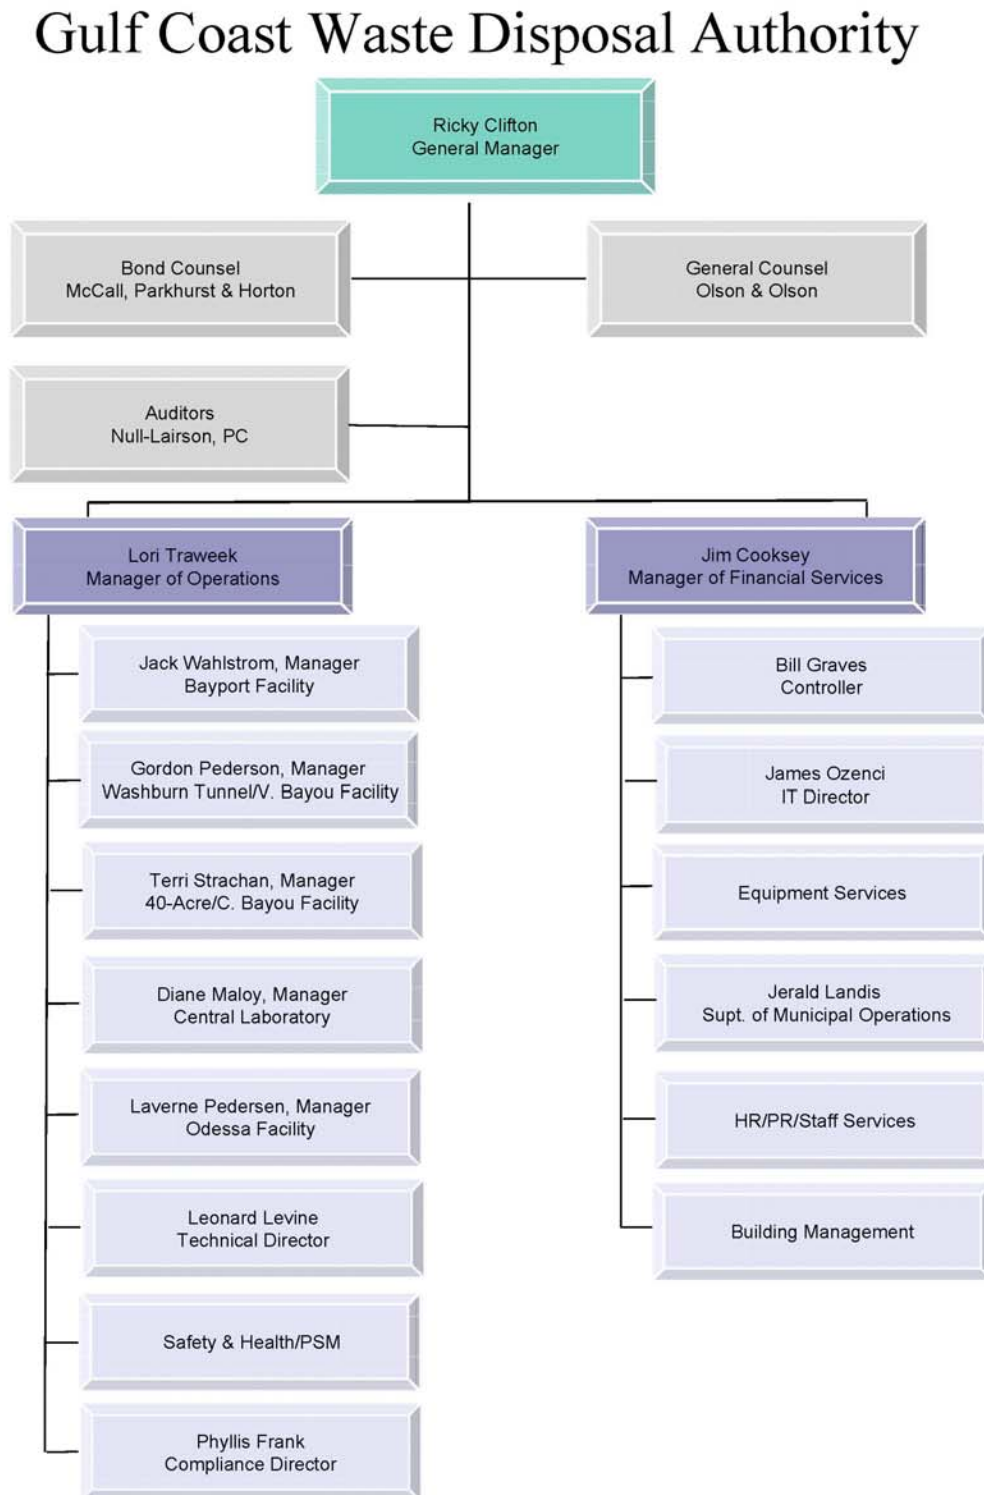 Gulf Coast Waste Disposal Authority
Ricky Clifton
General Manager
Bond Counsel
McCall, Parkhurst & Horton
General Counsel
Olson & Olson
Auditors
Null-Lairson, PC
Lori Traweek
Manager of Operations
Jim Cooksey
Manager of Financial Services
Jack Wahlstrom, Manager
Bayport Facility
Gordon Pederson, Manager
Washburn Tunnel/V. Bayou Facility
Terri Strachan, Manager
40-Acre/C. Bayou Facility
Diane Maloy, Manager
Central Laboratory
Laverne Pedersen, Manager
Odessa Facility
Leonard Levine
Technical Director
Safety & Health/PSM
Phyllis Frank
Compliance Director
Bill Graves
Controller
James Ozenci
IT Director
Equipment Services
Jerald Landis
Supt. of Municipal Operations
HR/PR/Staff Services
Building Management